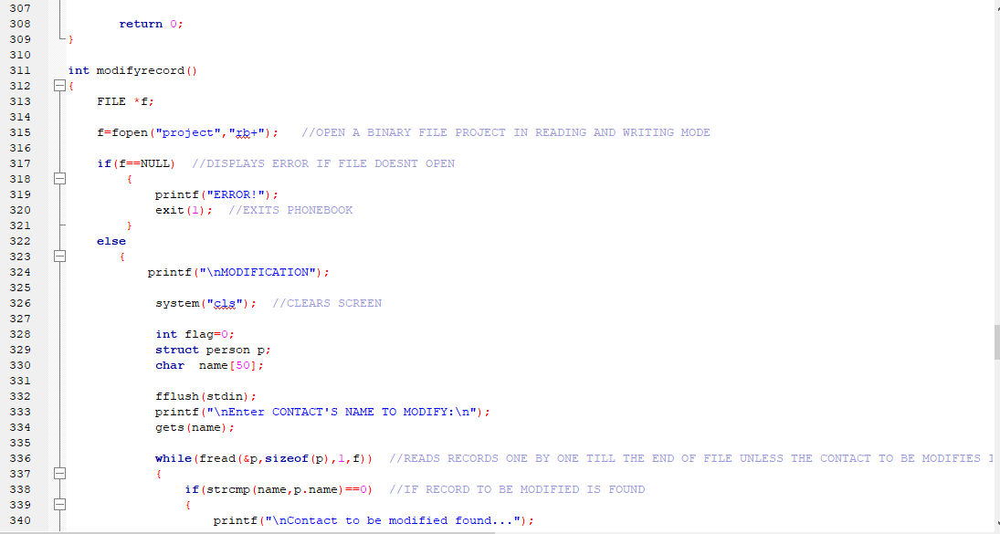 307
308 return 0;
309 }
310
311 int modifyrecord()
312 {
313 FILE *f;
314
315 f=fopen("project","rb+"); //OPEN A BINARY FILE PROJECT IN READING AND WRITING MODE
316
317 if(f==NULL) //DISPLAYS ERROR IF FILE DOESNT OPEN
318 {
319 printf("ERROR!");
320 exit(1); //EXITS PHONEBOOK
321 }
322 else
323 {
324 printf("\nMODIFICATION");
325
326 system("cls"); //CLEARS SCREEN
327
328 int flag=0;
329 struct person p;
330 char name[50];
331
332 fflush(stdin);
333 printf("\nEnter CONTACT'S NAME TO MODIFY:\n");
334 gets(name);
335
336 while(fread(&p,sizeof(p),1,f)) //READS RECORDS ONE BY ONE TILL THE END OF FILE UNLESS THE CONTACT TO BE MODIFIES
337 {
338 if(strcmp(name,p.name)==0) //IF RECORD TO BE MODIFIED IS FOUND
339 {
340 printf("\nContact to be modified found...");